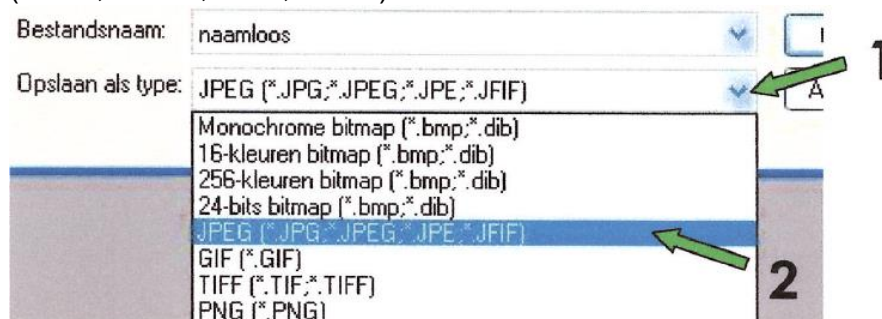 Bestandsnaam: naamloos
Opslaan als type: JPEG (*.JPG;*.JPEG;*.JPE;*.JFIF)
1
A
Monochrome bitmap (*.bmp;*.dib)
16-kleuren bitmap (*.bmp;*.dib)
256-kleuren bitmap (*.bmp;*.dib)
24-bits bitmap (*.bmp;*.dib)
JPEG (*.JPG;*.JPEG;*.JPE;*.JFIF)
GIF (*.GIF)
TIFF (*.TIF;*.TIFF)
2
PNG (*.PNG)